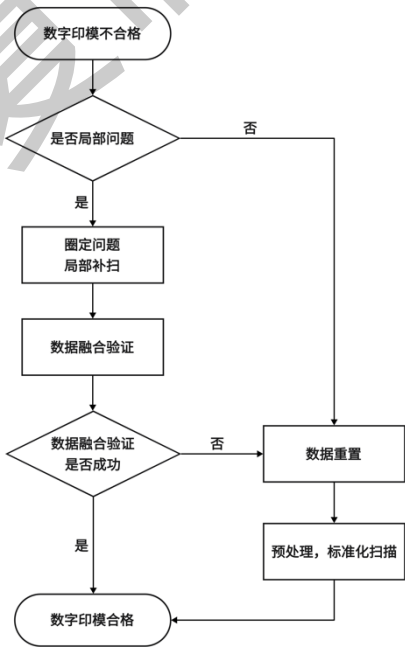 数字印模不合格
是否局部问题
否
是
圈定问题
局部补扫
数据融合验证
数据融合验证
是否成功
否
数据重置
是
预处理，标准化扫描
数字印模合格